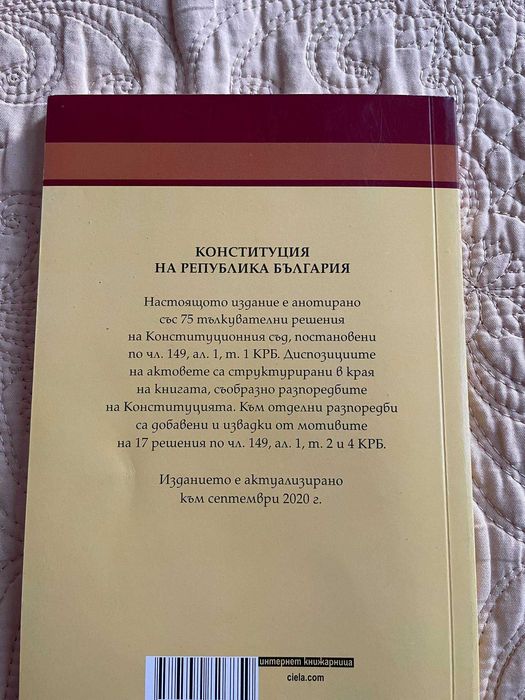 КОНСТИТУЦИЯ
НА РЕПУБЛИКА БЪЛГАРИЯ
Настоящото издание е анотирано
със 75 тълкувателни решения
на Конституционния съд, постановени
по чл. 149, ал. 1, т. 1 КРБ. Диспозициите
на актовете са структурирани в края
на книгата, съобразно разпоредбите
на Конституцията. Към отделни разпоредби
са добавени и извадки от мотивите
на 17 решения по чл. 149, ал. 1, т. 2 и 4 КРБ.
Изданието е актуализирано
към септември 2020 г.
интернет книжарница
ciela.com